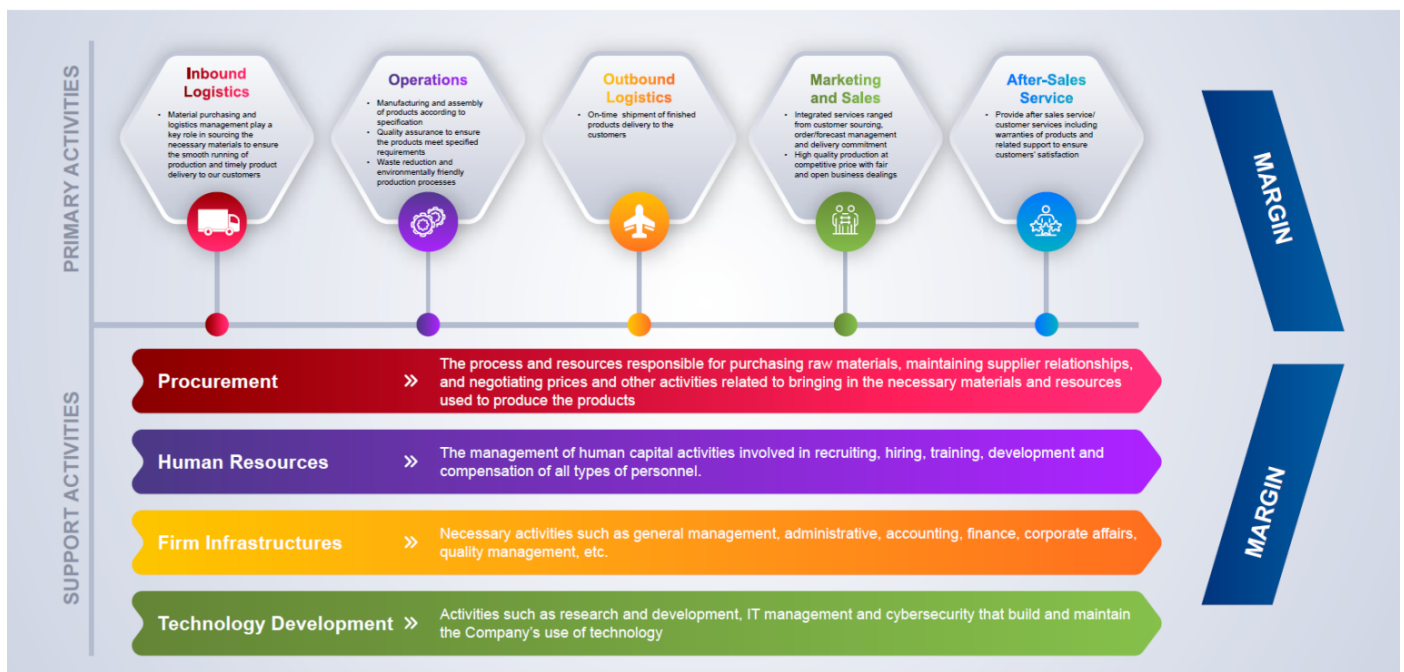 PRIMARY ACTIVITIES
Inbound
Logistics
• Material purchasing and
logistics management play a
key role in sourcing the
necessary materials to ensure
the smooth running of
production and timely product
delivery to our customers
Operations
• Manufacturing and assembly
of products according to
specification
• Quality assurance to ensure
the products meet specified
requirements
• Waste reduction and
environmentally friendly
production processes
Outbound
Logistics
• On-time shipment of finished
products delivery to the
customers
Marketing
and Sales
• Integrated services ranged
from customer sourcing,
order/forecast management
and delivery commitment
• High quality production at
competitive price with fair
and open business dealings
After-Sales
Service
• Provide after sales service/
customer services including
warranties of products and
related support to ensure
customers' satisfaction
MARGIN
SUPPORT ACTIVITIES
Procurement »
The process and resources responsible for purchasing raw materials, maintaining supplier relationships,
and negotiating prices and other activities related to bringing in the necessary materials and resources
used to produce the products
Human Resources »
The management of human capital activities involved in recruiting, hiring, training, development and
compensation of all types of personnel.
Firm Infrastructures »
Necessary activities such as general management, administrative, accounting, finance, corporate affairs,
quality management, etc.
Technology Development »
Activities such as research and development, IT management and cybersecurity that build and maintain
the Company's use of technology
MARGIN